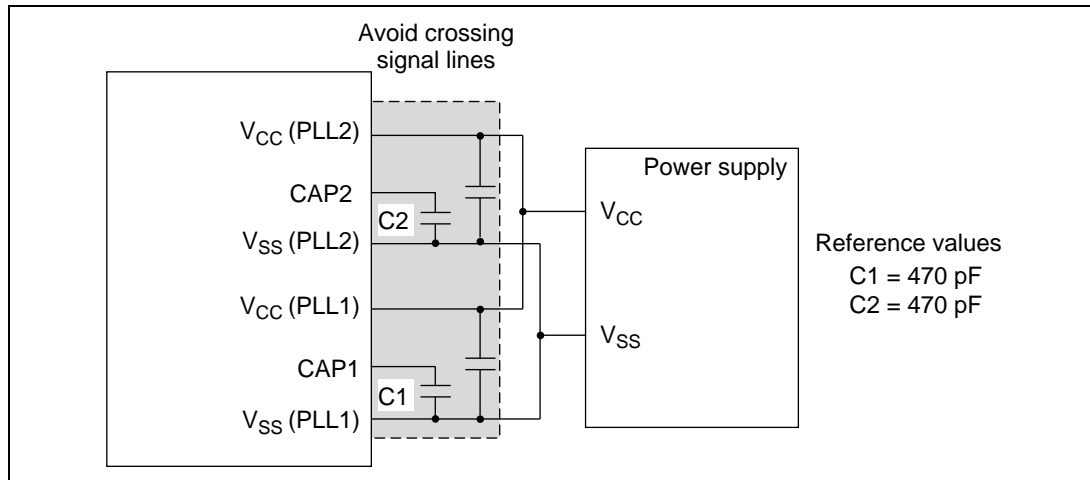 Avoid crossing
signal lines
VCC (PLL2)
CAP2
C2
VSS (PLL2)
VCC (PLL1)
CAP1
C1
VSS (PLL1)
Power supply
VCC
VSS
Reference values
C1 = 470 pF
C2 = 470 pF